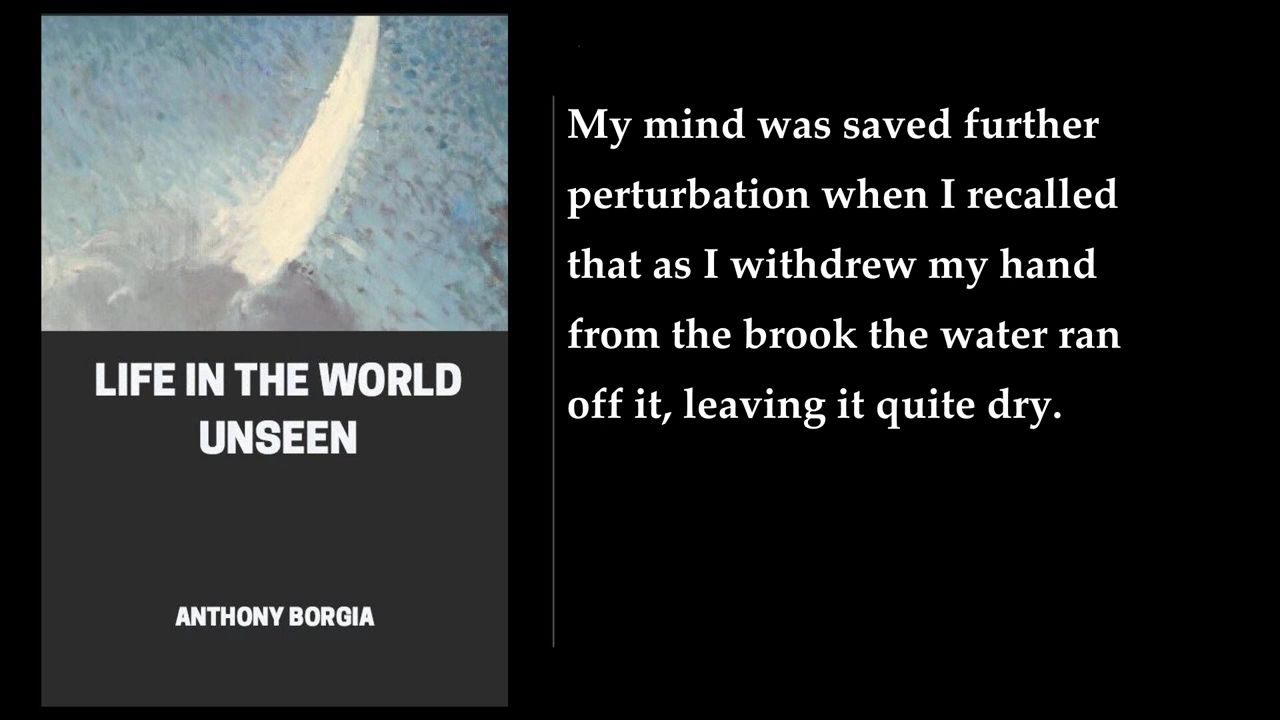 LIFE IN THE WORLD
UNSEEN
ANTHONY BORGIA
My mind was saved further
perturbation when I recalled
that as I withdrew my hand
from the brook the water ran
off it, leaving it quite dry.